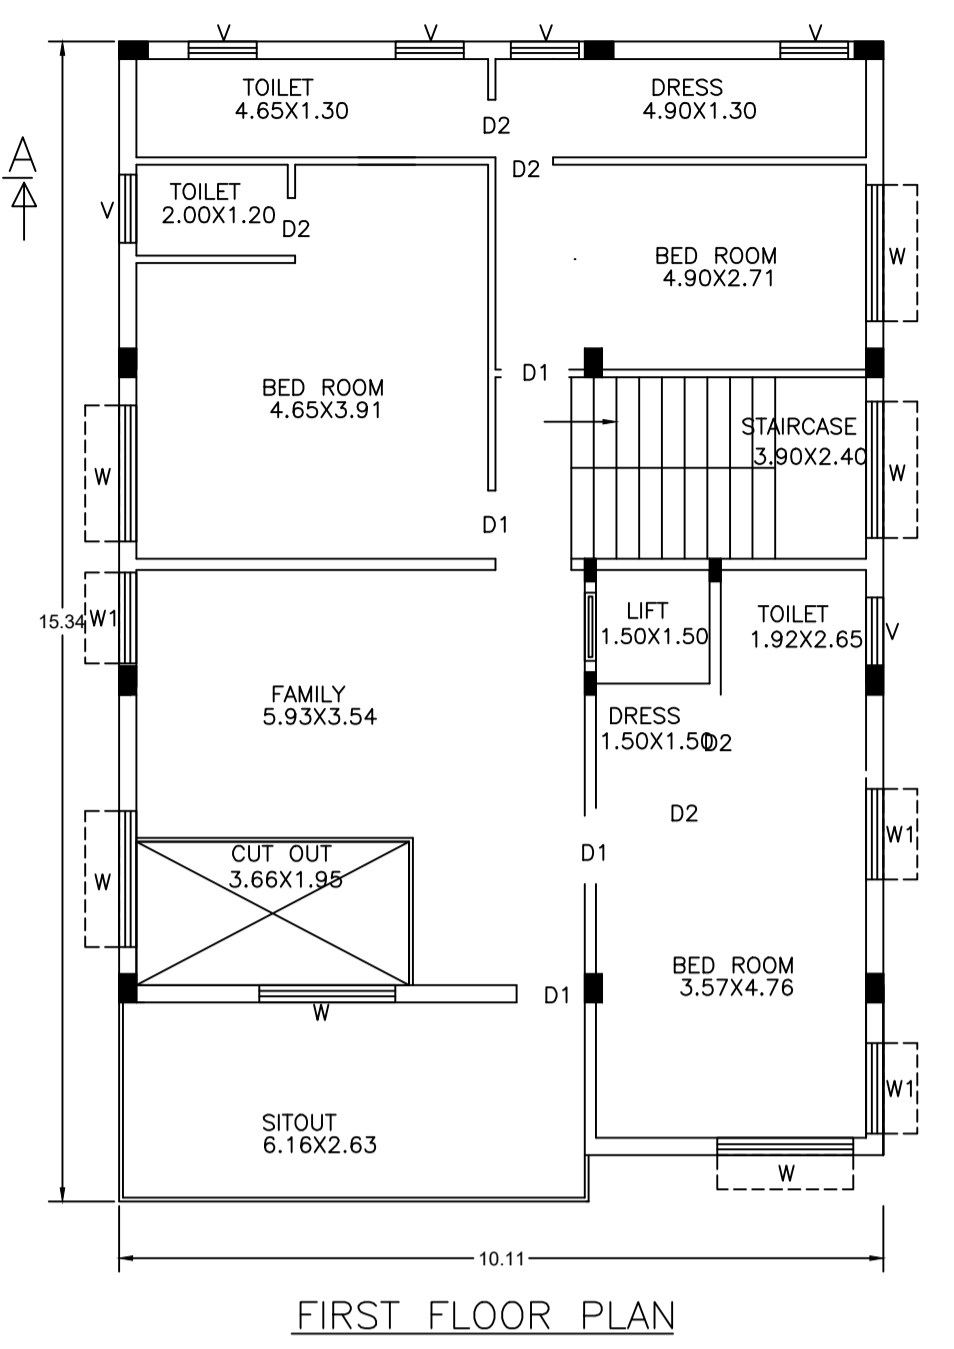 V V V V
TOILET
4.65X1.30
DRESS
4.90X1.30
D2
A
D2
TOILET
2.00X1.20
V
D2
BED ROOM
4.90X2.71
W
D1
BED ROOM
4.65X3.91
STAIRCASE
3.90X2.40
W
W
D1
15.34
W1
LIFT
1.50X1.50
TOILET
1.92X2.65
V
FAMILY
5.93X3.54
DRESS
1.50X1.50
D2
D2
W1
D1
CUT OUT
3.66X1.95
W
BED ROOM
3.57X4.76
D1
W
W1
SITOUT
6.16X2.63
W
10.11
FIRST FLOOR PLAN